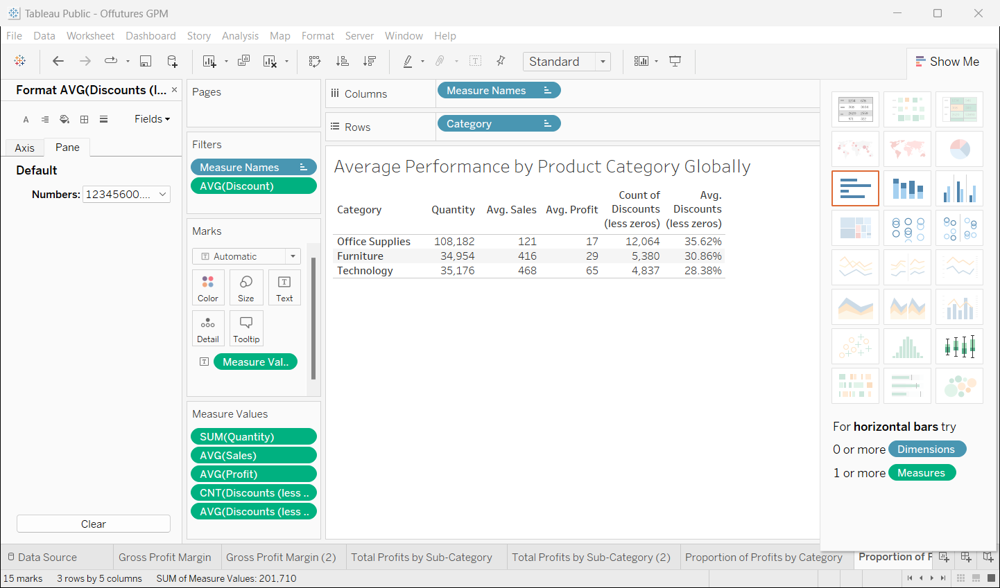 Tableau Public - Offutures GPM
File Data Worksheet Dashboard Story Analysis Map Format Server Window Help
Standard
Show Me
Format AVG(Discounts (l...
Fields
Axis Pane
Default
Numbers: 12345600....
Clear
Pages
Filters
Measure Names
AVG(Discount)
Marks
Automatic
Color Size Text
Detail Tooltip
Measure Val..
Measure Values
SUM(Quantity)
AVG(Sales)
AVG(Profit)
CNT(Discounts (less ..
AVG(Discounts (less ..
Columns Measure Names
Rows Category
Average Performance by Product Category Globally
Category Quantity Avg. Sales Avg. Profit Count of Discounts (less zeros) Avg. Discounts (less zeros)
Office Supplies 108,182 121 17 12,064 35.62%
Furniture 34,954 416 29 5,380 30.86%
Technology 35,176 468 65 4,837 28.38%
For horizontal bars try
0 or more Dimensions
1 or more Measures
Data Source Gross Profit Margin Gross Profit Margin (2) Total Profits by Sub-Category Total Profits by Sub-Category (2) Proportion of Profits by Category Proportion of P
15 marks 3 rows by 5 columns SUM of Measure Values: 201,710